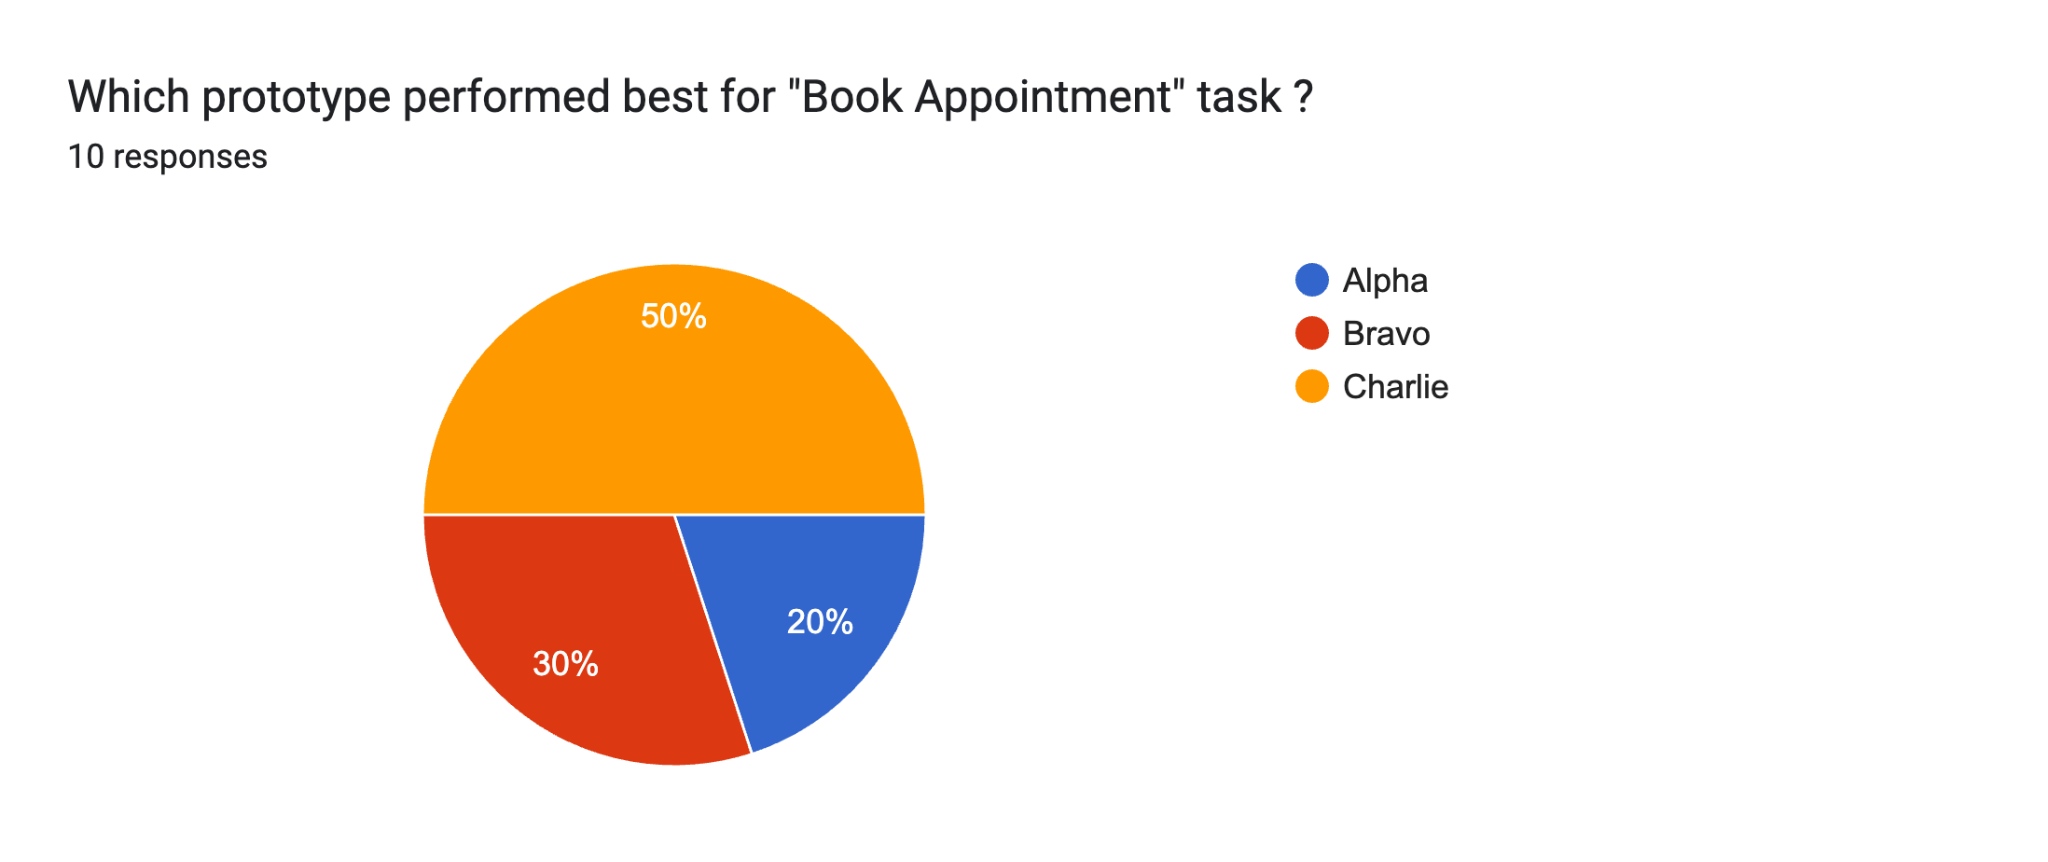 Which prototype performed best for "Book Appointment" task ?
10 responses
50%
20%
30%
Alpha
Bravo
Charlie